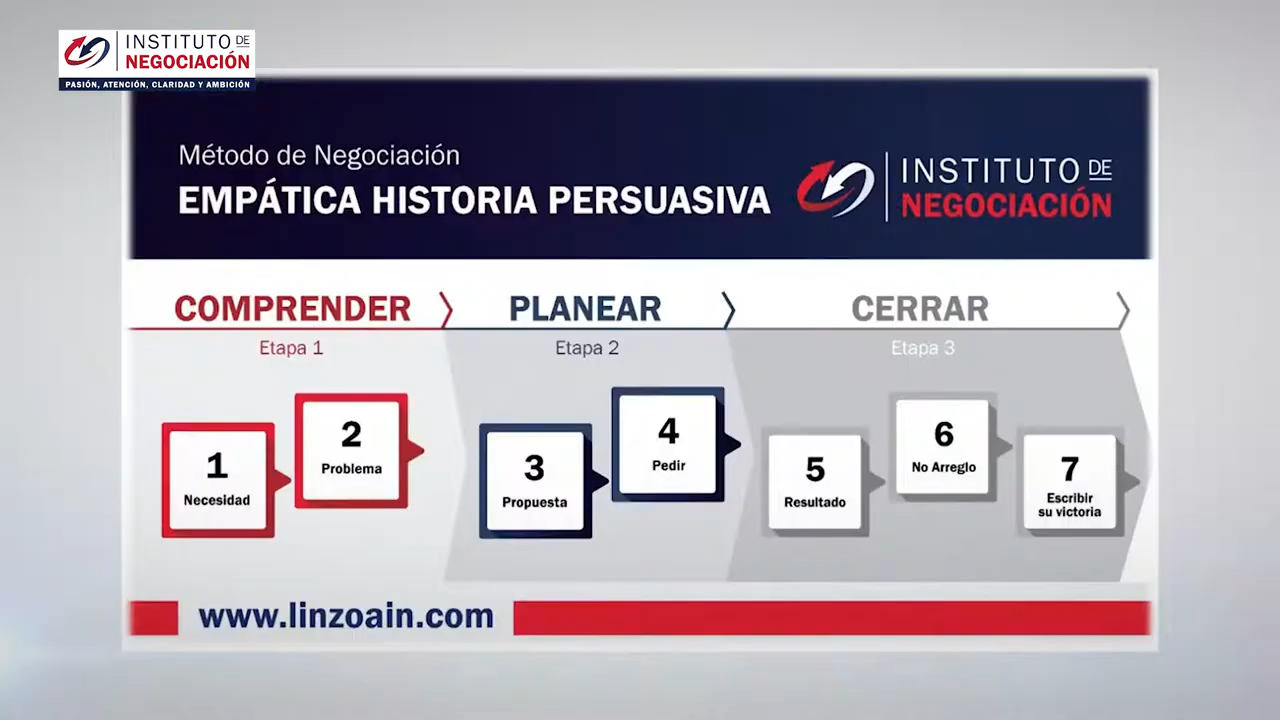 INSTITUTO DE
NEGOCIACIÓN
PASIÓN, ATENCIÓN, CLARIDAD Y AMBICIÓN
Método de Negociación
EMPÁTICA HISTORIA PERSUASIVA
INSTITUTO DE
NEGOCIACIÓN
COMPRENDER
Etapa 1
PLANEAR
Etapa 2
CERRAR
Etapa 3
1
Necesidad
2
Problema
3
Propuesta
4
Pedir
5
Resultado
6
No Arreglo
7
Escribir
su victoria
www.linzoain.com